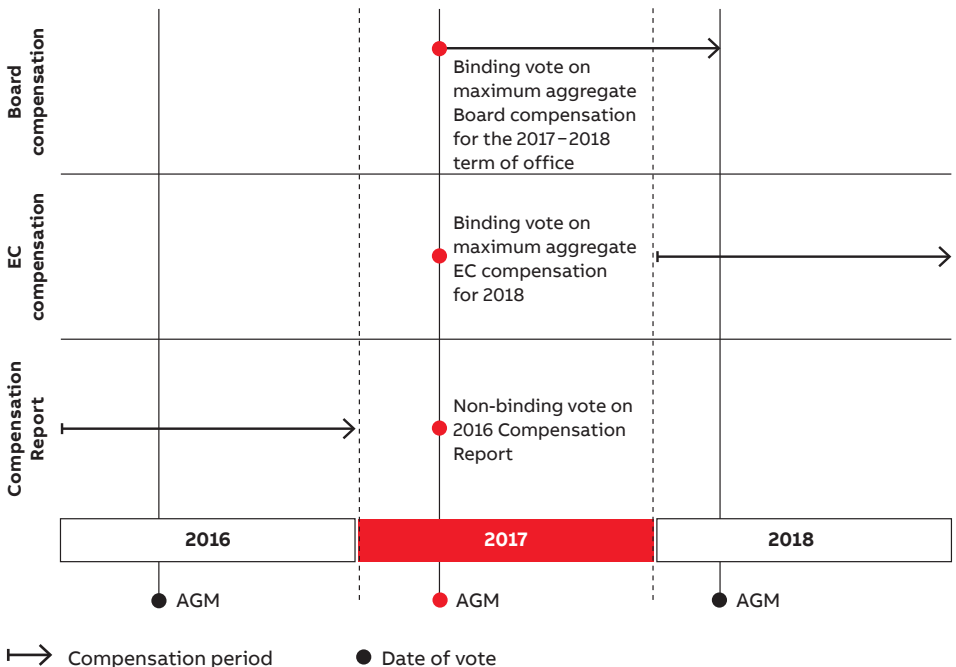 Board
compensation
Binding vote on
maximum aggregate
Board compensation
for the 2017–2018
term of office
EC
compensation
Binding vote on
maximum aggregate
EC compensation
for 2018
Compensation
Report
Non-binding vote on
2016 Compensation
Report
2016
2017
2018
AGM
AGM
AGM
Compensation period
Date of vote